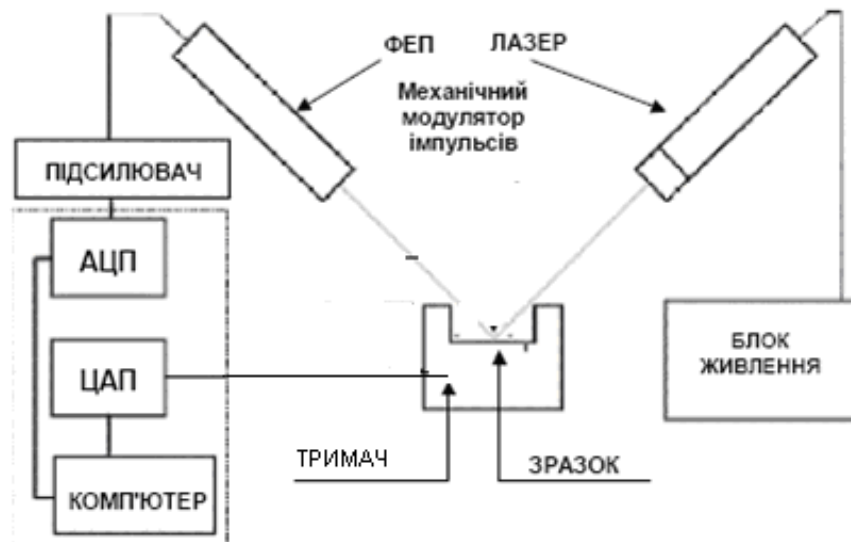 ФЕП
ЛАЗЕР
Механічний
модулятор
імпульсів
ПІДСИЛЮВАЧ
АЦП
ЦАП
КОМП'ЮТЕР
БЛОК
ЖИВЛЕННЯ
ТРИМАЧ
ЗРАЗОК